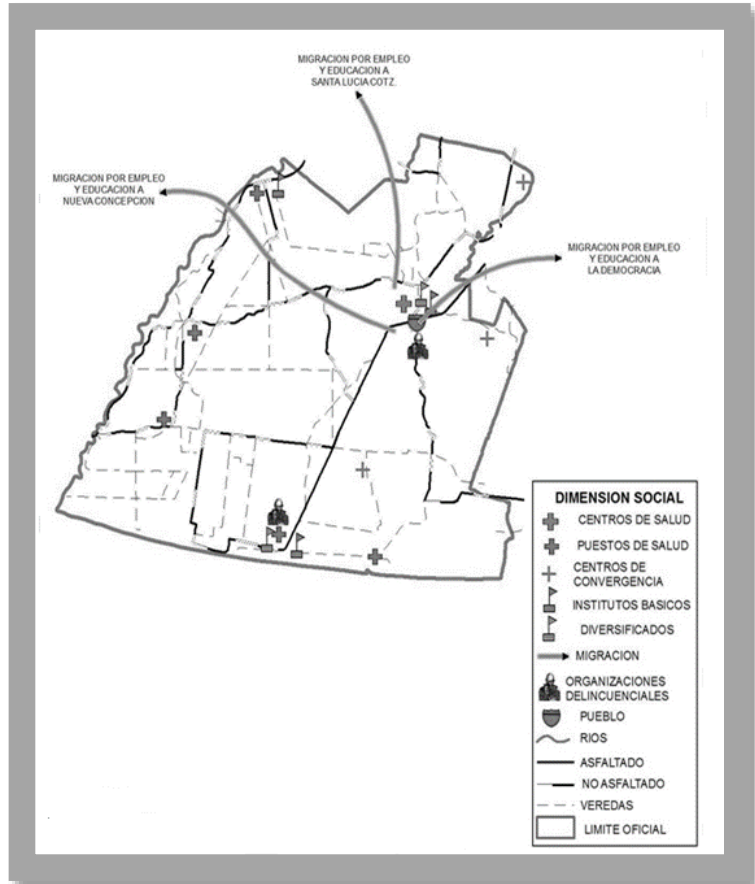 MIGRACION POR EMPLEO
Y EDUCACION A
SANTA LUCIA COTZ.
MIGRACION POR EMPLEO
Y EDUCACION A
NUEVA CONCEPCION
MIGRACION POR EMPLEO
Y EDUCACION A
LA DEMOCRACIA
DIMENSION SOCIAL
CENTROS DE SALUD
PUESTOS DE SALUD
CENTROS DE
CONVERGENCIA
INSTITUTOS BASICOS
DIVERSIFICADOS
MIGRACION
ORGANIZACIONES
DELINCUENCIALES
PUEBLO
RIOS
ASFALTADO
NO ASFALTADO
VEREDAS
LIMITE OFICIAL